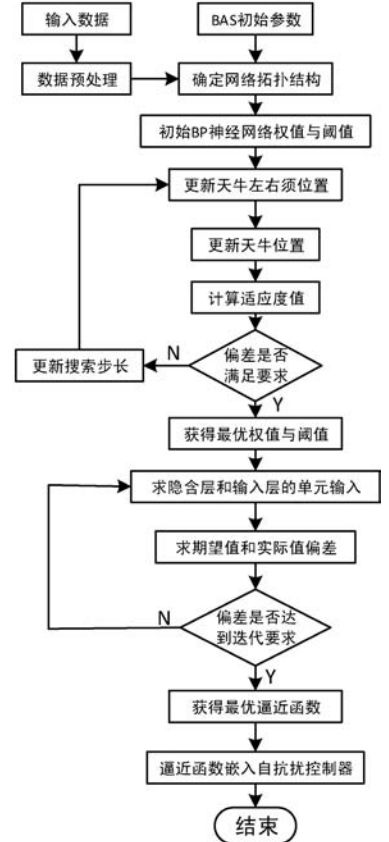 输入数据
BAS初始参数
数据预处理
确定网络拓扑结构
初始BP神经网络权值与阈值
更新天牛左右须位置
更新天牛位置
计算适应度值
偏差是否
满足要求
N
更新搜索步长
Y
获得最优权值与阈值
求隐含层和输入层的单元输入
求期望值和实际值偏差
偏差是否达
到迭代要求
N
Y
获得最优逼近函数
逼近函数嵌入自抗扰控制器
结束